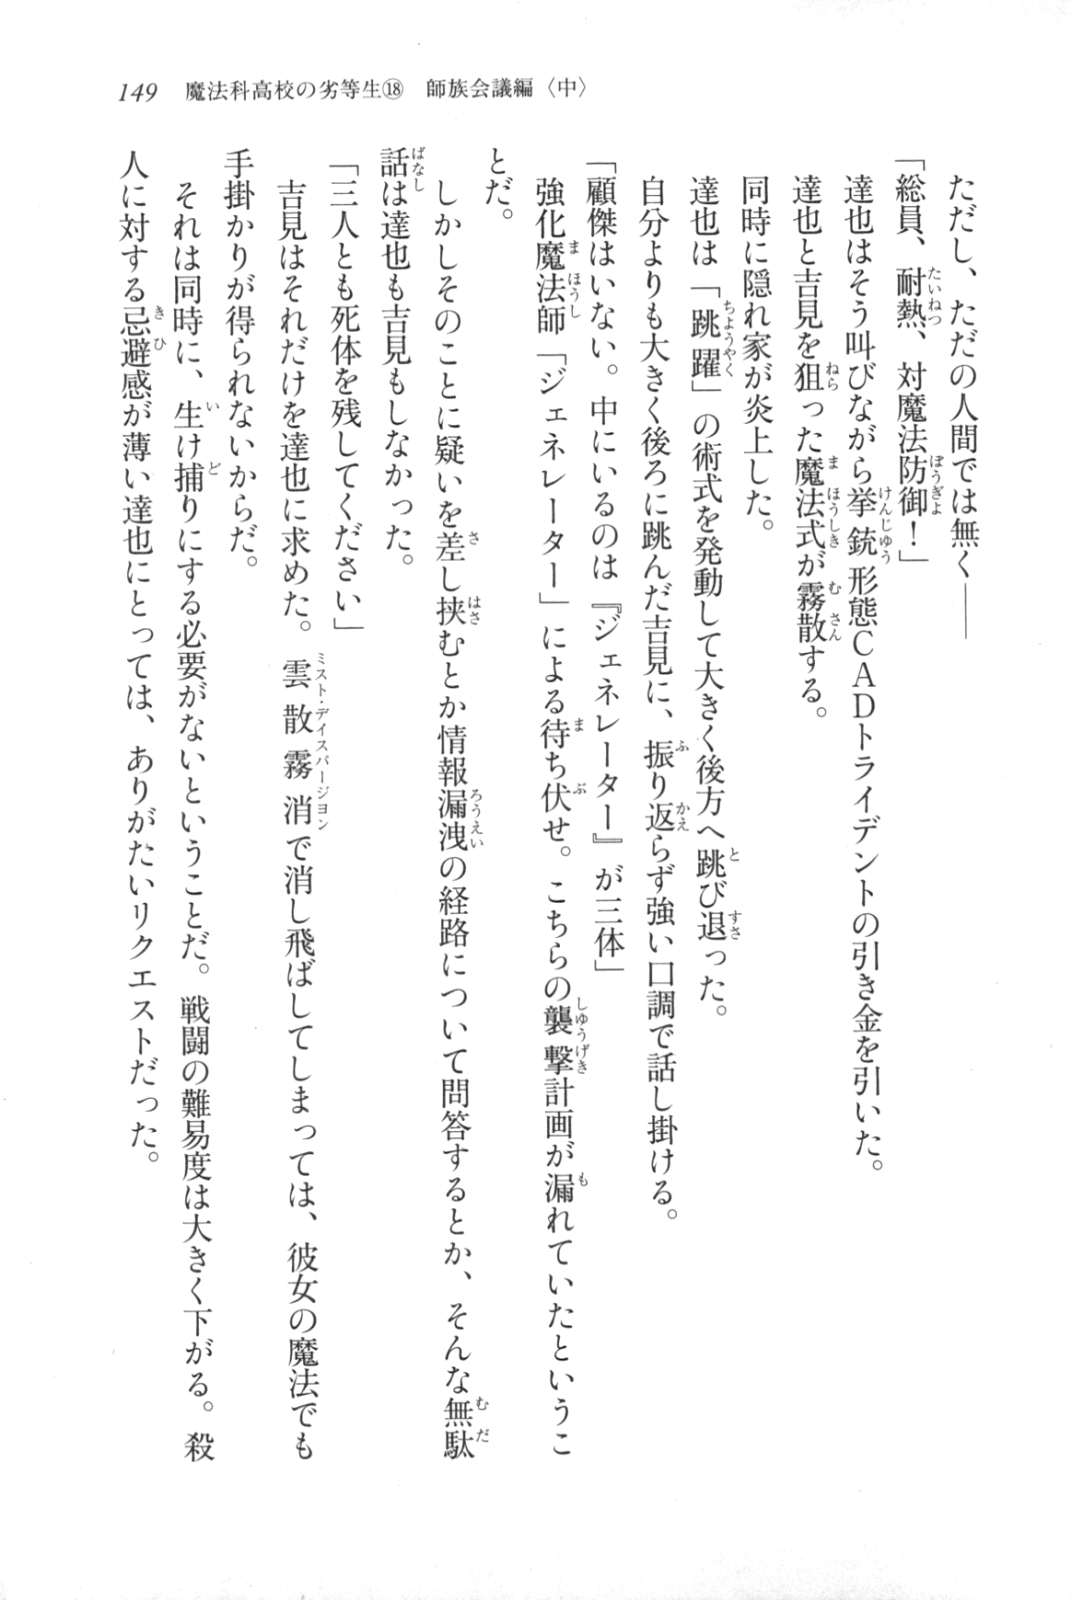 149　魔法科高校の劣等生⑱　師族会議編〈中〉
ただし、ただの人間では無く――
「総員、耐熱、対魔法防御！」
達也はそう叫びながら拳銃形態ＣＡＤトライデントの引き金を引いた。
達也と吉見を狙った魔法式が霧散する。
同時に隠れ家が炎上した。
達也は「跳躍」の術式を発動して大きく後方へ跳び退った。
自分よりも大きく後ろに跳んだ吉見に、振り返らず強い口調で話し掛ける。
「顧傑はいない。中にいるのは『ジェネレーター』が三体」
強化魔法師「ジェネレーター」による待ち伏せ。こちらの襲撃計画が漏れていたというこ
とだ。
しかしそのことに疑いを差し挟むとか情報漏洩の経路について問答するとか、そんな無駄
話は達也も吉見もしなかった。
「三人とも死体を残してください」
吉見はそれだけを達也に求めた。雲散霧消で消し飛ばしてしまっては、彼女の魔法でも
手掛かりが得られないからだ。
それは同時に、生け捕りにする必要がないということだ。戦闘の難易度は大きく下がる。殺
人に対する忌避感が薄い達也にとっては、ありがたいリクエストだった。